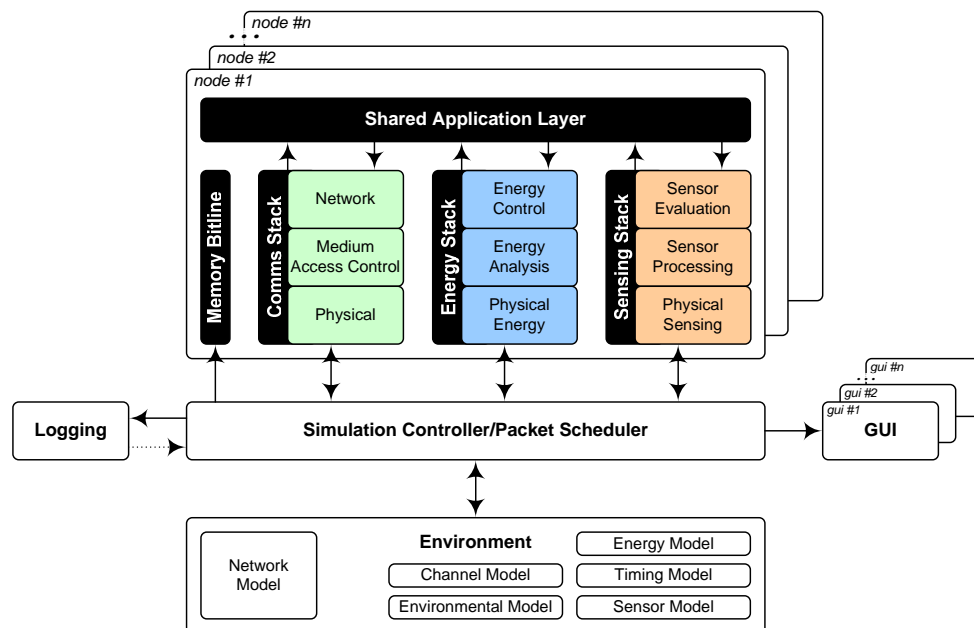 node #n
...
node #2
node #1
Shared Application Layer
Memory Bitline
Comms Stack
Network
Medium
Access Control
Physical
Energy Stack
Energy
Control
Energy
Analysis
Physical
Energy
Sensing Stack
Sensor
Evaluation
Sensor
Processing
Physical
Sensing
Logging
Simulation Controller/Packet Scheduler
gui #n
...
gui #2
gui #1
GUI
Network
Model
Environment
Channel Model
Environmental Model
Energy Model
Timing Model
Sensor Model